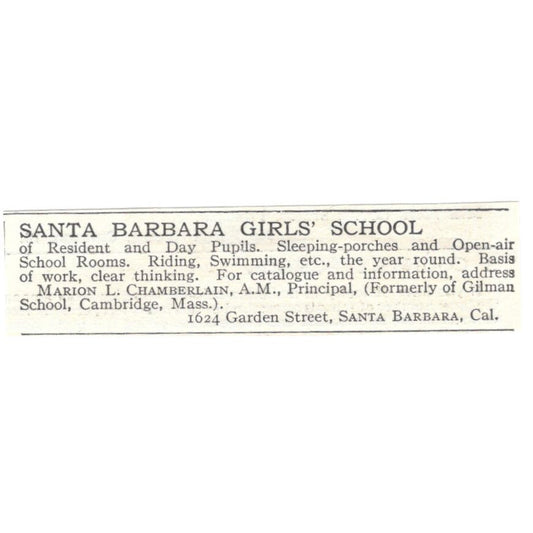 SANTA BARBARA GIRLS' SCHOOL
of Resident and Day Pupils. Sleeping-porches and Open-air
School Rooms. Riding, Swimming, etc., the year round. Basis
of work, clear thinking. For catalogue and information, address
MARION L. CHAMBERLAIN, A.M., Principal, (Formerly of Gilman
School, Cambridge, Mass.).
1624 Garden Street, SANTA BARBARA, Cal.